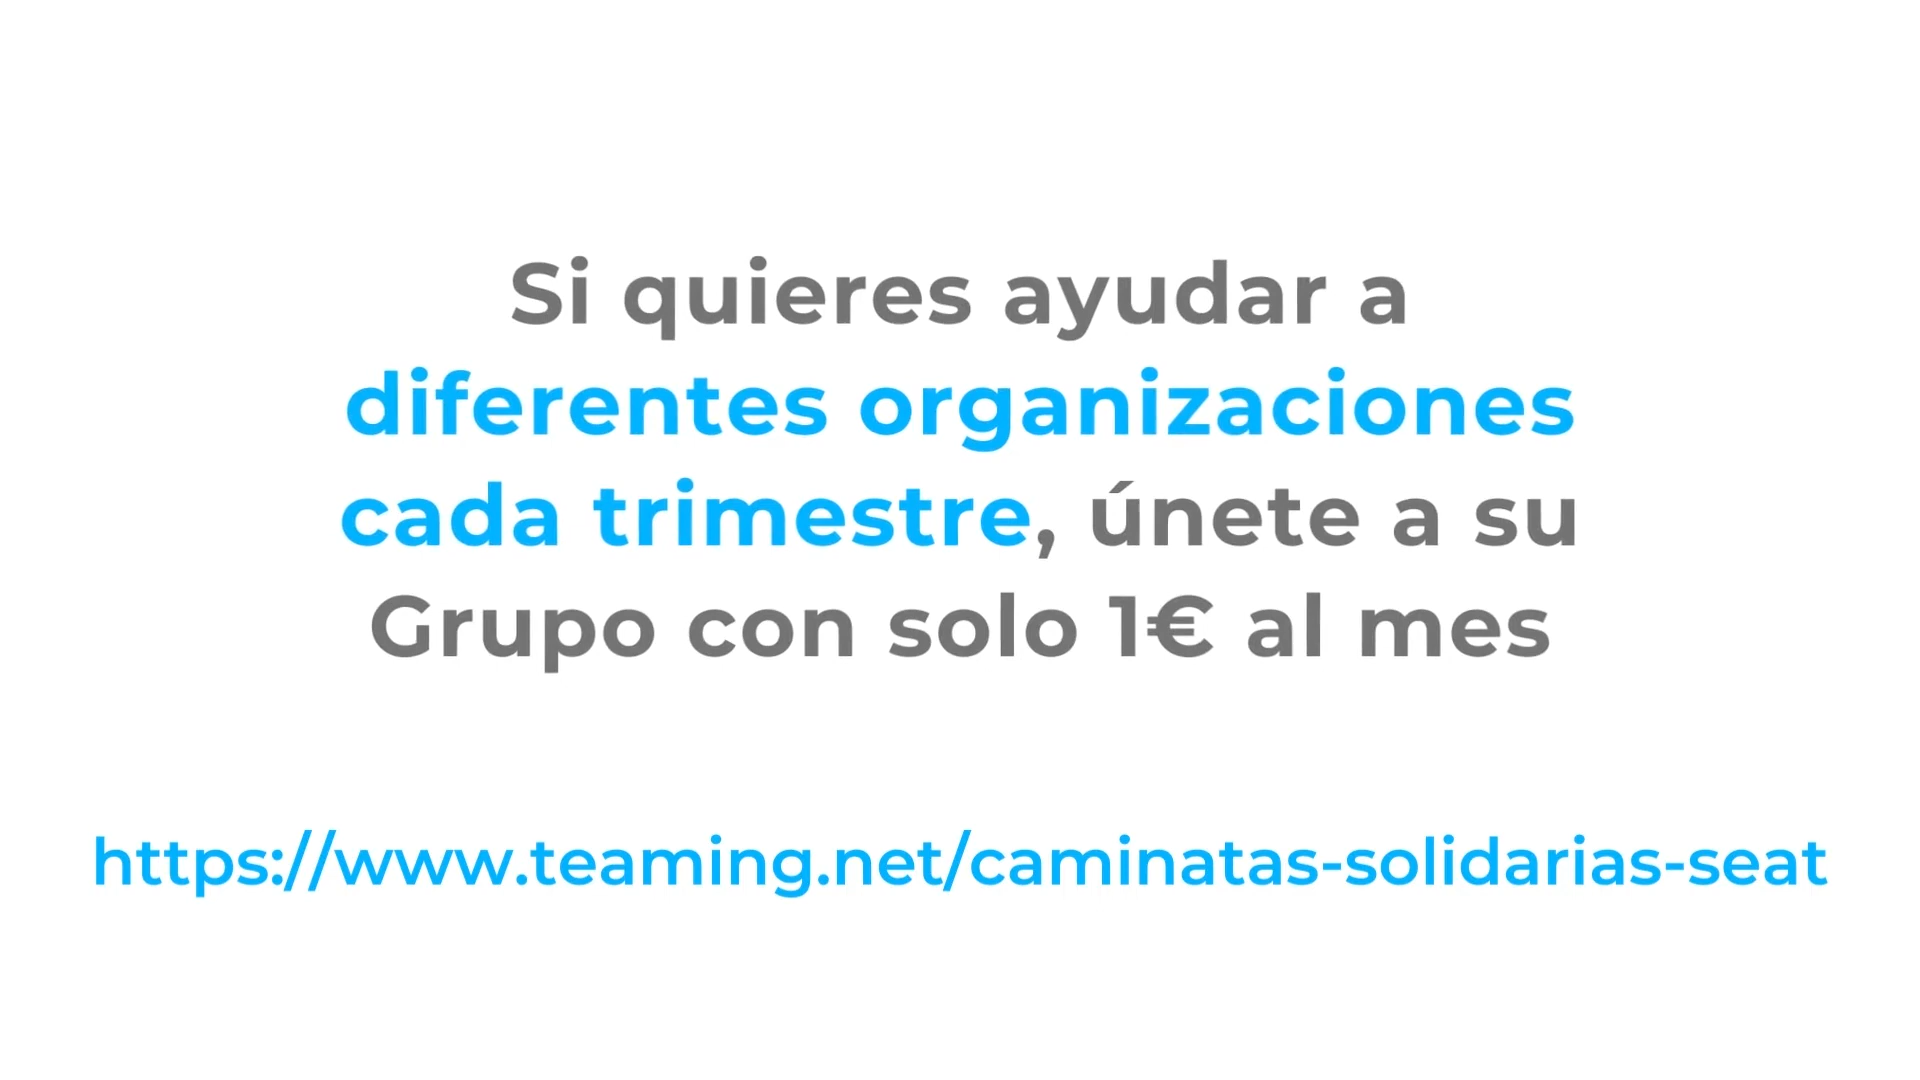 Si quieres ayudar a
diferentes organizaciones
cada trimestre, únete a su
Grupo con solo 1€ al mes
https://www.teaming.net/caminatas-solidarias-seat